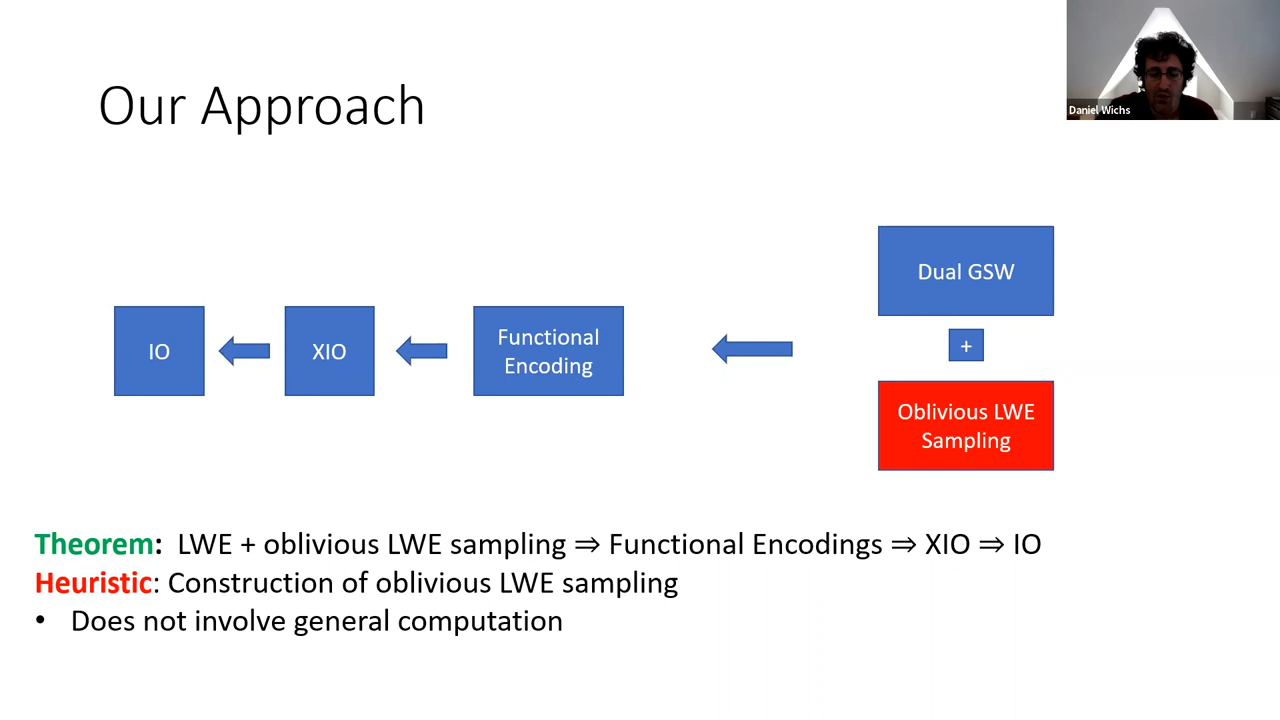 Our Approach
Daniel Wichs
Dual GSW
IO
XIO
Functional
Encoding
+
Oblivious LWE
Sampling
Theorem: LWE + oblivious LWE sampling ⇒ Functional Encodings ⇒ XIO ⇒ IO
Heuristic: Construction of oblivious LWE sampling
• Does not involve general computation